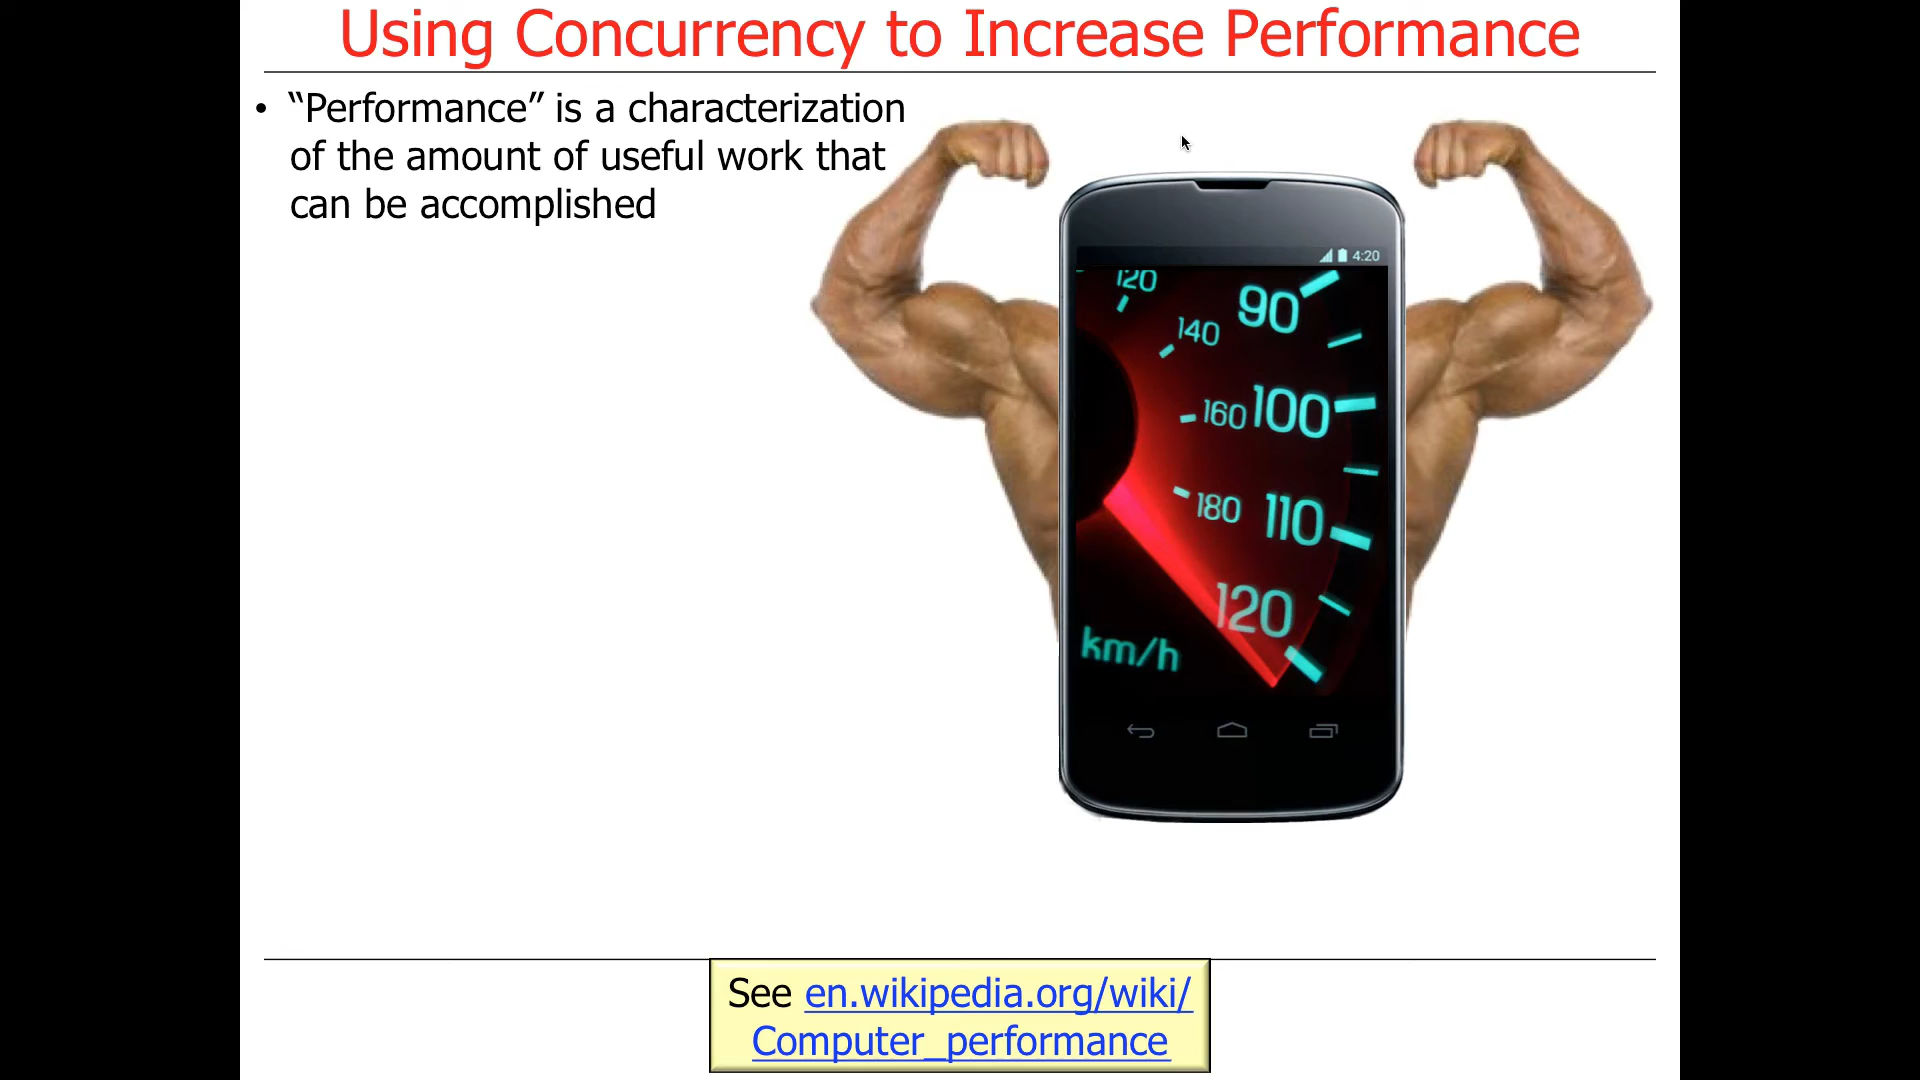 Using Concurrency to Increase Performance
• “Performance” is a characterization
of the amount of useful work that
can be accomplished
4:20
120
90
140
160
100
180
110
120
km/h
See en.wikipedia.org/wiki/
Computer_performance